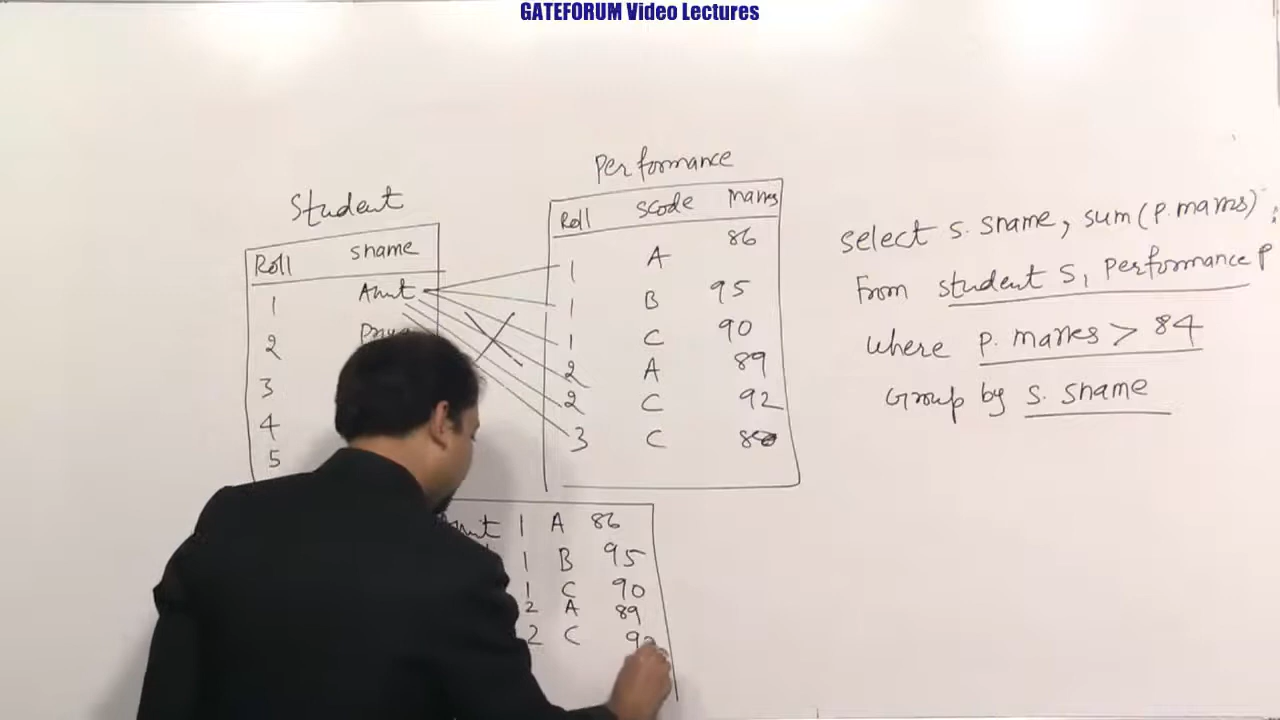 GATEFORUM Video Lectures
Student
Roll sname
1 Amit
2
3
4
5
Performance
Roll scode Marks
1 A 86
1 B 95
1 C 90
2 A 89
2 C 92
3 C
select s. sname, sum (p. marks)
From student S, performance P
where p. marks > 84
Group by s. sname
Amit 1 A 86
1 B 95
1 C 90
2 A 89
2 C